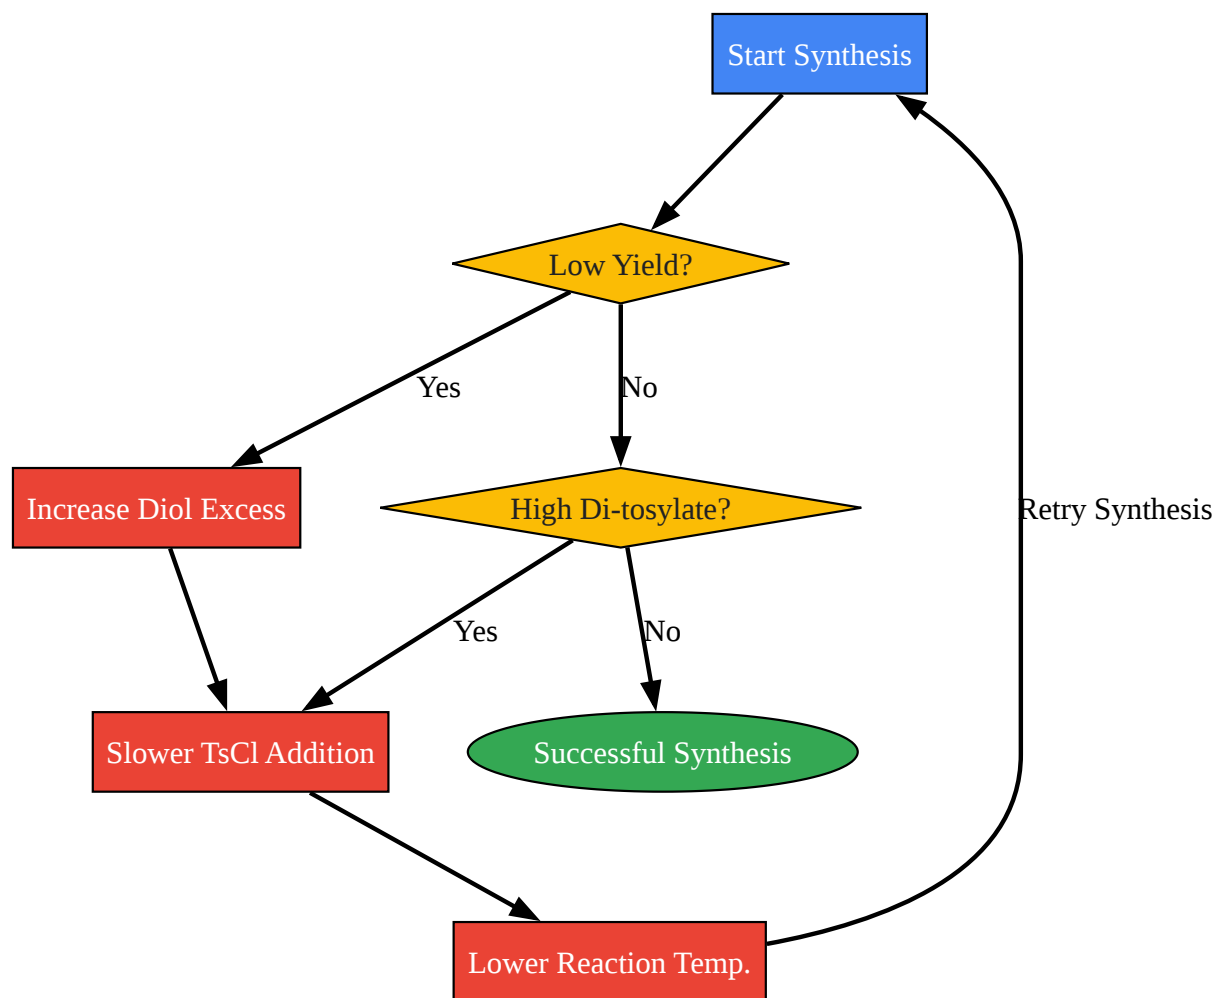 Start Synthesis
Low Yield?
Yes
No
Increase Diol Excess
High Di-tosylate?
Retry Synthesis
Yes
No
Slower TsCl Addition
Successful Synthesis
Lower Reaction Temp.